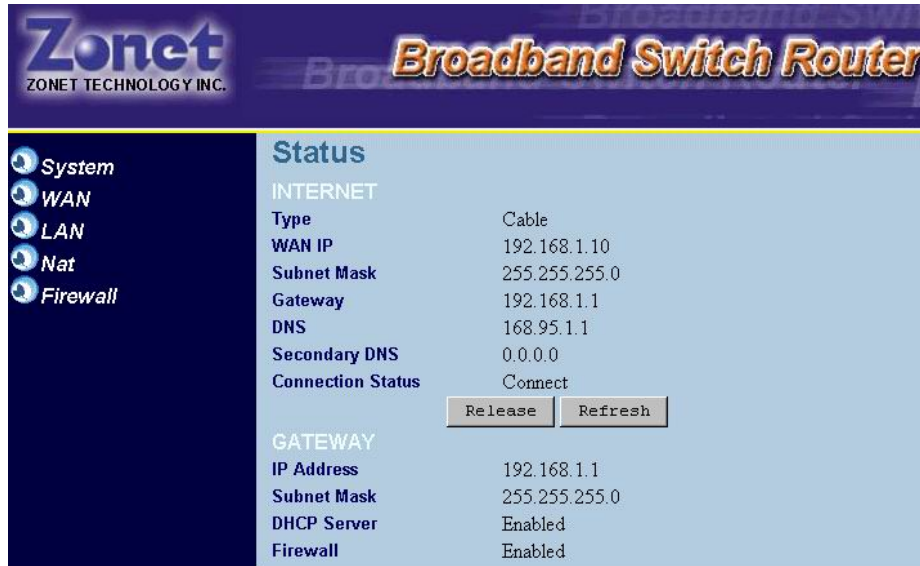 Zonet
ZONET TECHNOLOGY INC.
Broadband Switch Router
System
WAN
LAN
Nat
Firewall
Status
INTERNET
Type Cable
WAN IP 192.168.1.10
Subnet Mask 255.255.255.0
Gateway 192.168.1.1
DNS 168.95.1.1
Secondary DNS 0.0.0.0
Connection Status Connect
Release Refresh
GATEWAY
IP Address 192.168.1.1
Subnet Mask 255.255.255.0
DHCP Server Enabled
Firewall Enabled